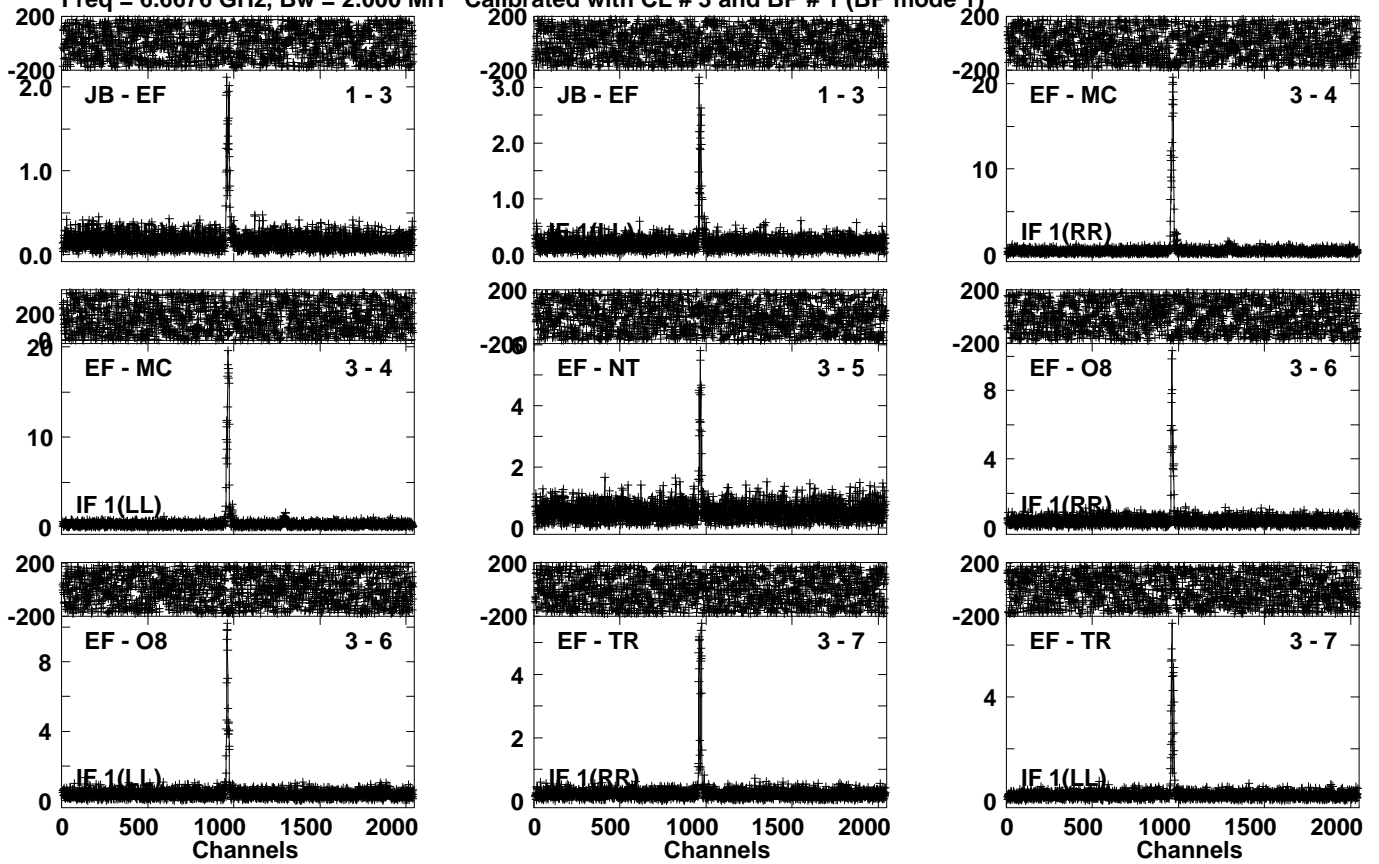 Freq = 6.6676 GHz, Bw = 2.000 MH Calibrated with CL # 3 and BP # 1 (BP mode 1)
200 200 200
-200 -200 -200
2.0 JB - EF 1 - 3 3.0 JB - EF 1 - 3 20 EF - MC 3 - 4
2.0
1.0 1.0 10
IF 1(LL) IF 1(RR)
0.0 0.0 0
200 200
200
0 -200 -200
20 EF - MC 3 - 4 6 EF - NT 3 - 5 EF - O8 3 - 6
8
10 4 4
2
IF 1(LL) IF 1(RR)
0 0 0
200 200 200
-200 -200 -200
EF - O8 3 - 6 EF - TR 3 - 7 EF - TR 3 - 7
8
4 4 4
2
IF 1(LL) IF 1(RR) IF 1(LL)
0 0 0
0 500 1000 1500 2000 0 500 1000 1500 2000 0 500 1000 1500 2000
Channels Channels Channels